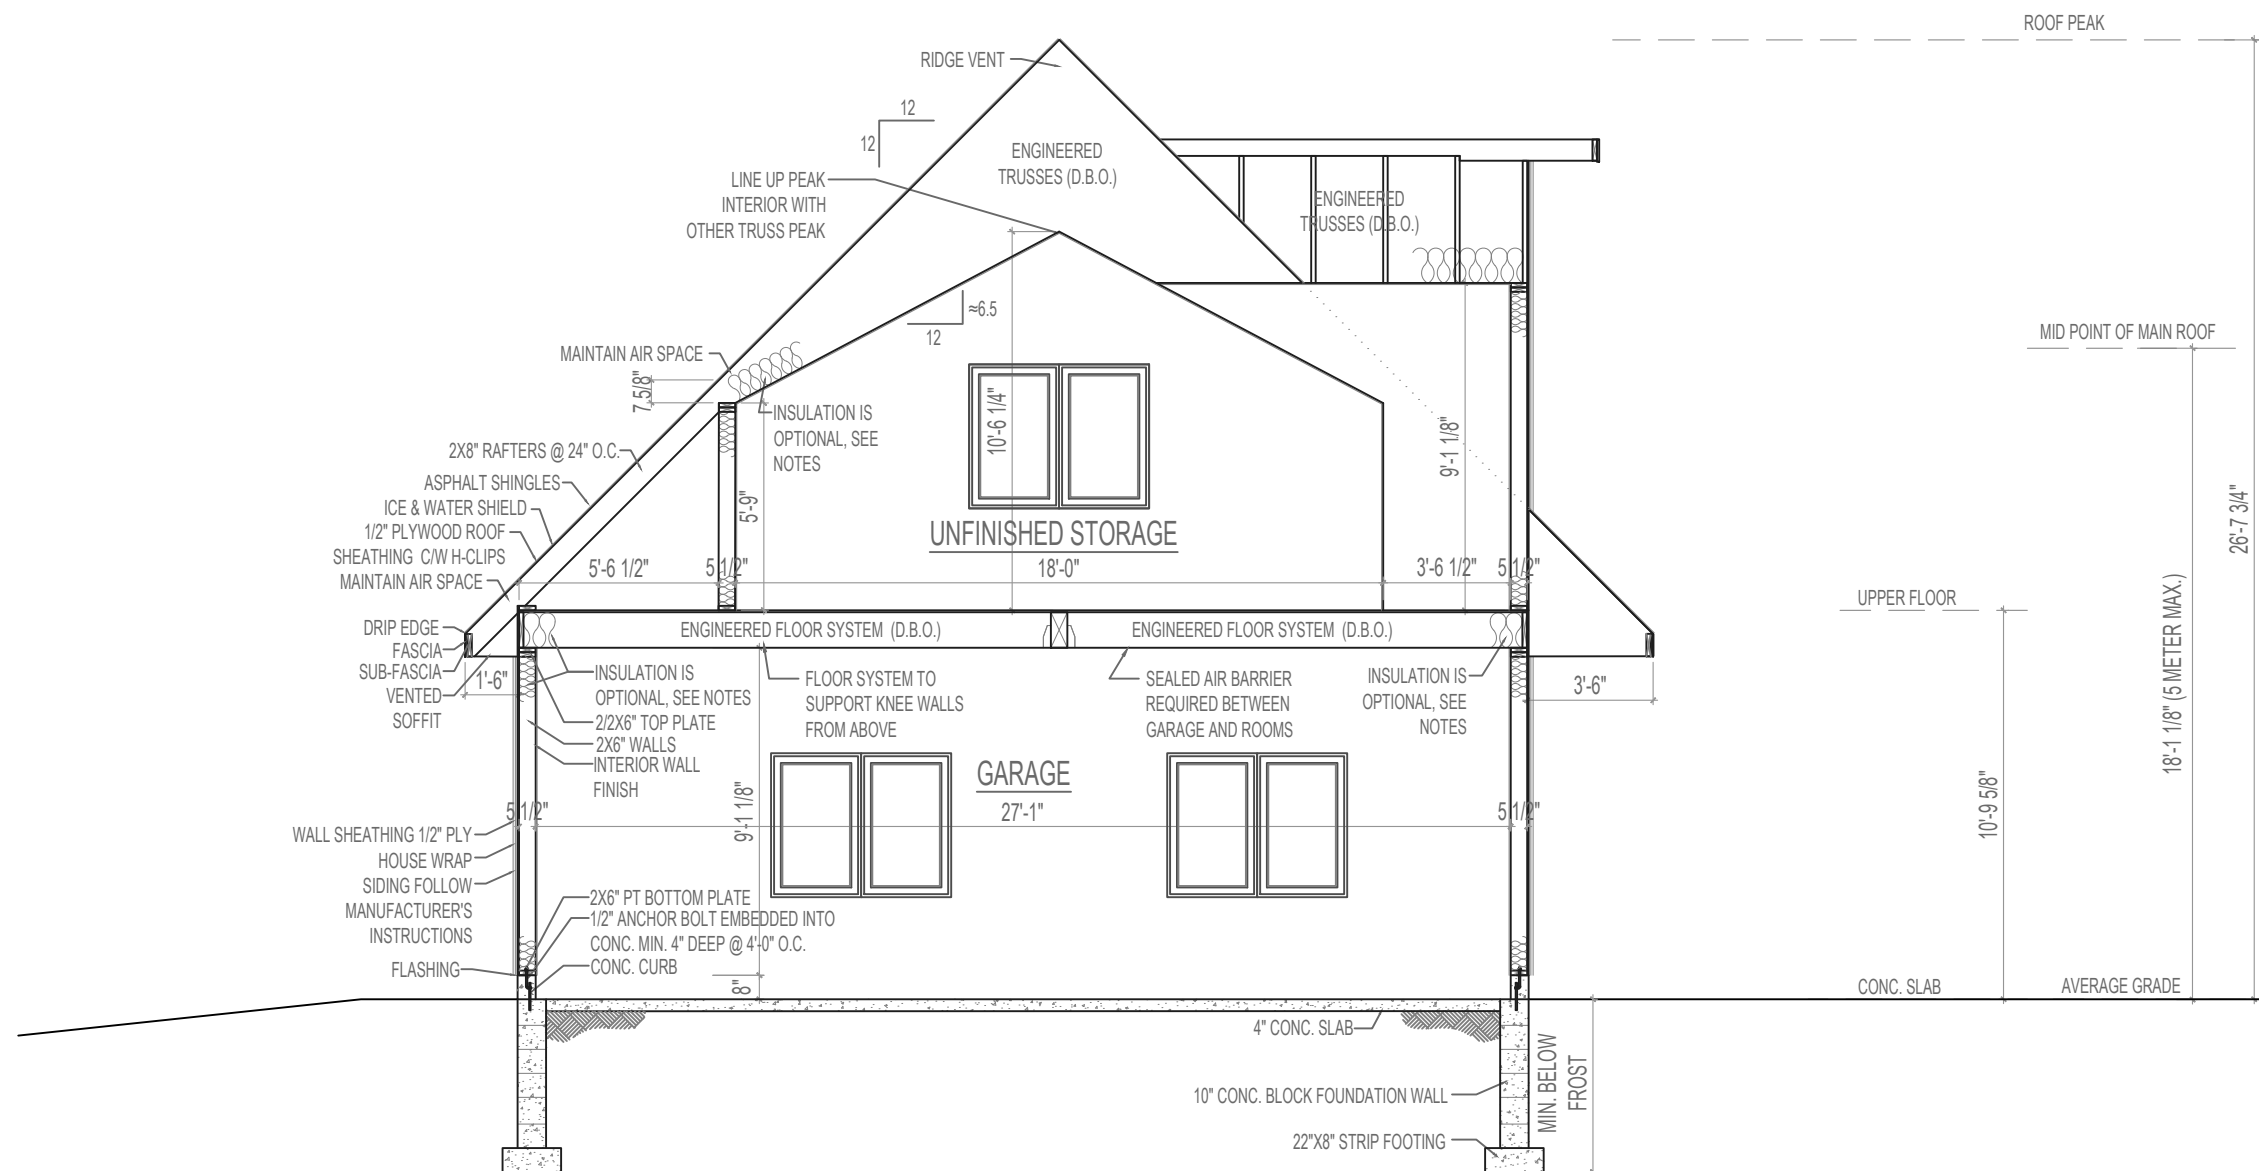 ROOF PEAK
RIDGE VENT
12
12
ENGINEERED
TRUSSES (D.B.O.)
LINE UP PEAK
INTERIOR WITH
OTHER TRUSS PEAK
ENGINEERED
TRUSSES (D.B.O.)
≈6.5
12
MID POINT OF MAIN ROOF
MAINTAIN AIR SPACE
7 5/8"
INSULATION IS
OPTIONAL, SEE
NOTES
10'-6 1/4"
9'-1 1/8"
2X8" RAFTERS @ 24" O.C.
ASPHALT SHINGLES
ICE & WATER SHIELD
1/2" PLYWOOD ROOF
SHEATHING C/W H-CLIPS
MAINTAIN AIR SPACE
5'-9"
UNFINISHED STORAGE
26'-7 3/4"
5'-6 1/2"
5 1/2"
18'-0"
3'-6 1/2"
5 1/2"
UPPER FLOOR
18'-1 1/8" (5 METER MAX.)
DRIP EDGE
FASCIA
SUB-FASCIA
VENTED
SOFFIT
1'-6"
ENGINEERED FLOOR SYSTEM (D.B.O.)
ENGINEERED FLOOR SYSTEM (D.B.O.)
INSULATION IS
OPTIONAL, SEE NOTES
2/2X6" TOP PLATE
2X6" WALLS
INTERIOR WALL
FINISH
FLOOR SYSTEM TO
SUPPORT KNEE WALLS
FROM ABOVE
SEALED AIR BARRIER
REQUIRED BETWEEN
GARAGE AND ROOMS
INSULATION IS
OPTIONAL, SEE
NOTES
3'-6"
GARAGE
5 1/2"
27'-1"
5 1/2"
9'-1 1/8"
10'-9 5/8"
WALL SHEATHING 1/2" PLY
HOUSE WRAP
SIDING FOLLOW
MANUFACTURER'S
INSTRUCTIONS
FLASHING
2X6" PT BOTTOM PLATE
1/2" ANCHOR BOLT EMBEDDED INTO
CONC. MIN. 4" DEEP @ 4'-0" O.C.
CONC. CURB
8"
CONC. SLAB
AVERAGE GRADE
4" CONC. SLAB
10" CONC. BLOCK FOUNDATION WALL
22"X8" STRIP FOOTING
MIN. BELOW
FROST